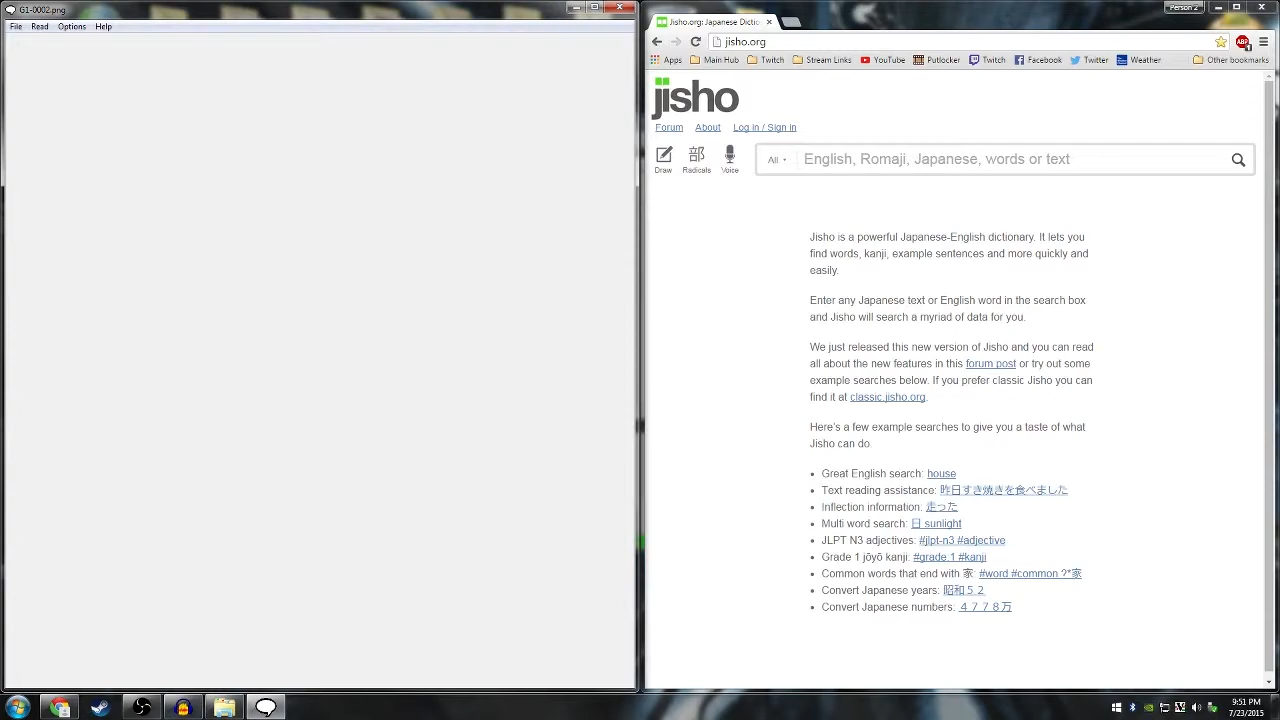 G1-0002.png
File Read Options Help
Person 2
Jisho.org: Japanese Dictio
jisho.org
ABP
Apps Main Hub Twitch Stream Links YouTube Putlocker Twitch Facebook Twitter Weather Other bookmarks
jisho
Forum About Log in / Sign in
部
Draw Radicals Voice
All English, Romaji, Japanese, words or text
Jisho is a powerful Japanese-English dictionary. It lets you
find words, kanji, example sentences and more quickly and
easily.
Enter any Japanese text or English word in the search box
and Jisho will search a myriad of data for you.
We just released this new version of Jisho and you can read
all about the new features in this forum post or try out some
example searches below. If you prefer classic Jisho you can
find it at classic.jisho.org.
Here's a few example searches to give you a taste of what
Jisho can do.
• Great English search: house
• Text reading assistance: 昨日すき焼きを食べました
• Inflection information: 走った
• Multi word search: 日 sunlight
• JLPT N3 adjectives: #jlpt-n3 #adjective
• Grade 1 jōyō kanji: #grade:1 #kanji
• Common words that end with 家: #word #common ?*家
• Convert Japanese years: 昭和５２
• Convert Japanese numbers: ４７７８万
9:51 PM
7/23/2015